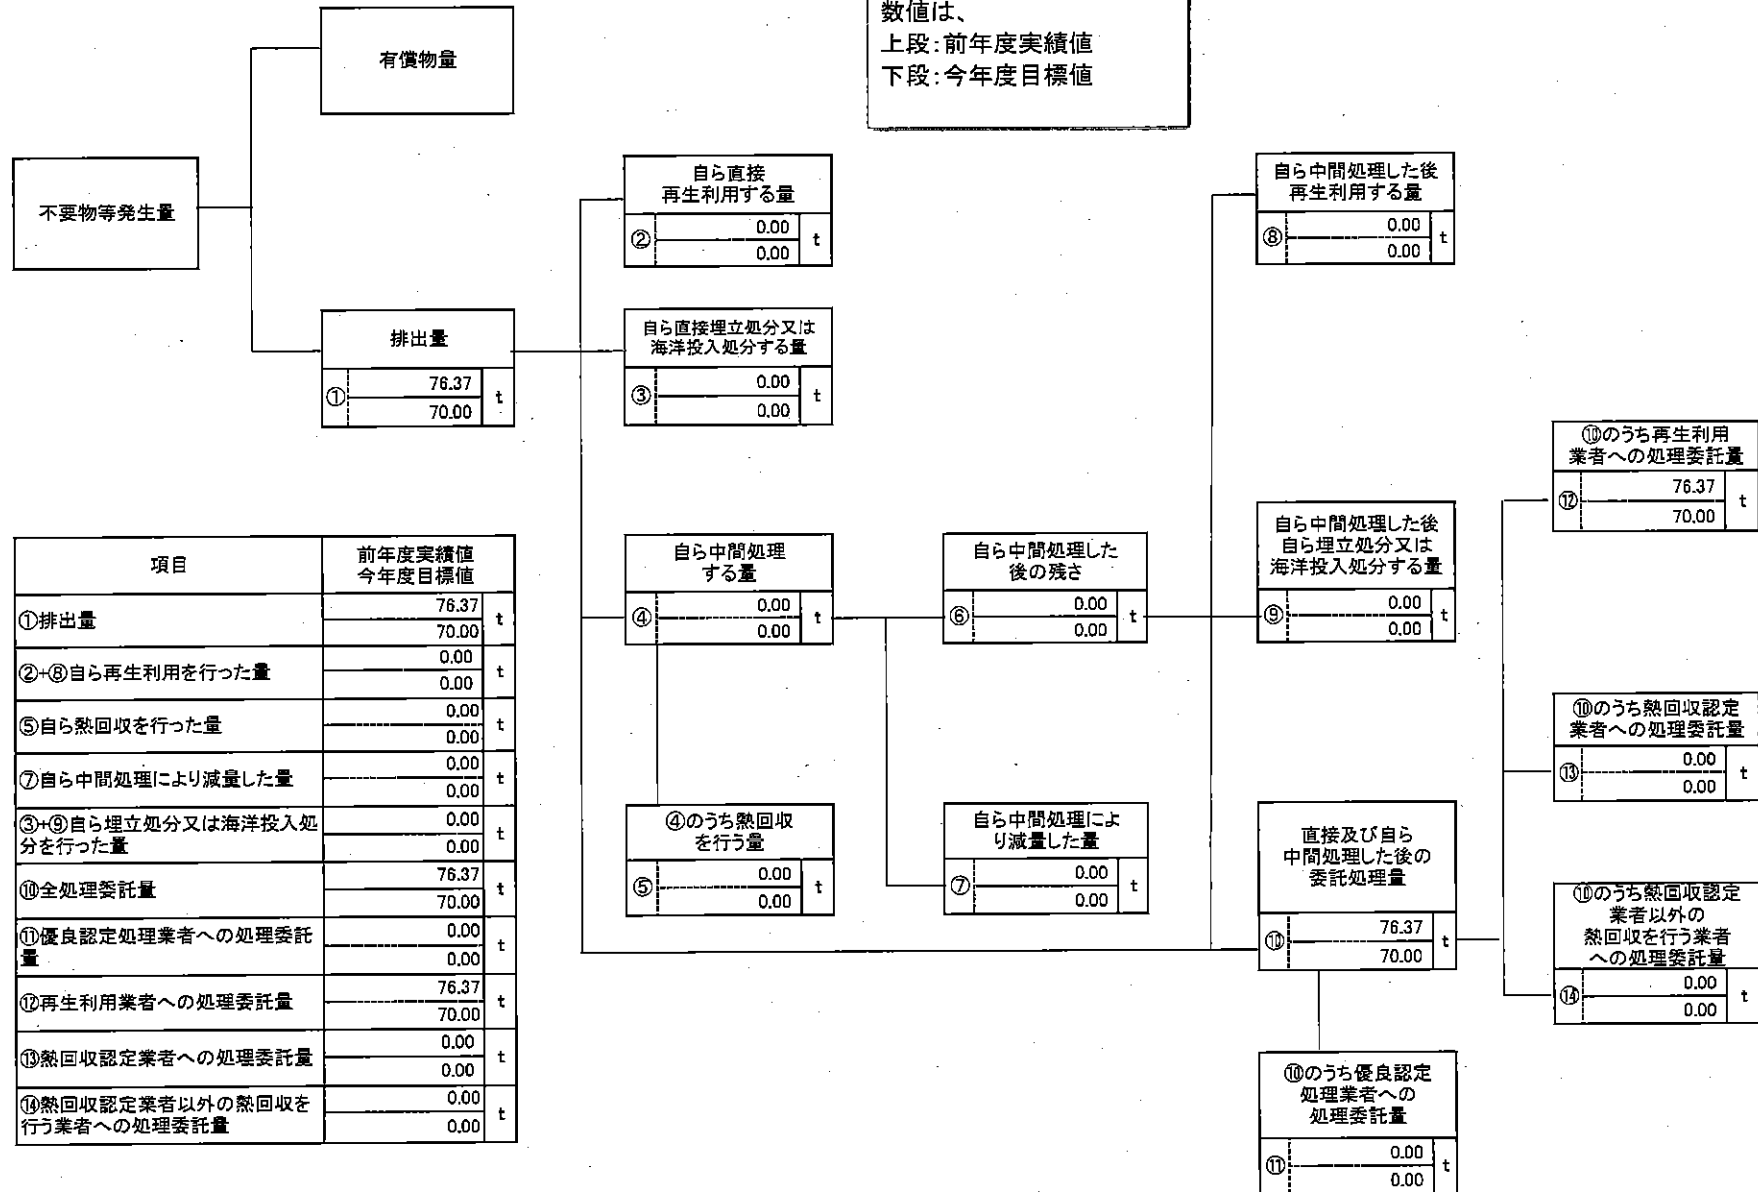 数値は、
上段:前年度実績値
下段:今年度目標値
有償物量
不要物等発生量
排出量
①
76.37
70.00
t
自ら直接
再生利用する量
②
0.00
0.00
t
自ら直接埋立処分又は
海洋投入処分する量
③
0.00
0.00
t
自ら中間処理
する量
④
0.00
0.00
t
④のうち熱回収
を行う量
⑤
0.00
0.00
t
自ら中間処理した
後の残さ
⑥
0.00
0.00
t
自ら中間処理によ
り減量した量
⑦
0.00
0.00
t
自ら中間処理した後
再生利用する量
⑧
0.00
0.00
t
自ら中間処理した後
自ら埋立処分又は
海洋投入処分する量
⑨
0.00
0.00
t
直接及び自ら
中間処理した後の
委託処理量
⑩
76.37
70.00
t
⑩のうち優良認定
処理業者への
処理委託量
⑪
0.00
0.00
t
⑩のうち再生利用
業者への処理委託量
⑫
76.37
70.00
t
⑩のうち熱回収認定
業者への処理委託量
⑬
0.00
0.00
t
⑩のうち熱回収認定
業者以外の
熱回収を行う業者
への処理委託量
⑭
0.00
0.00
t
項目
前年度実績値
今年度目標値
①排出量
76.37
70.00
t
②+⑧自ら再生利用を行った量
0.00
0.00
t
⑤自ら熱回収を行った量
0.00
0.00
t
⑦自ら中間処理により減量した量
0.00
0.00
t
③+⑨自ら埋立処分又は海洋投入処
分を行った量
0.00
0.00
t
⑩全処理委託量
76.37
70.00
t
⑪優良認定処理業者への処理委託
量
0.00
0.00
t
⑫再生利用業者への処理委託量
76.37
70.00
t
⑬熱回収認定業者への処理委託量
0.00
0.00
t
⑭熱回収認定業者以外の熱回収を
行う業者への処理委託量
0.00
0.00
t